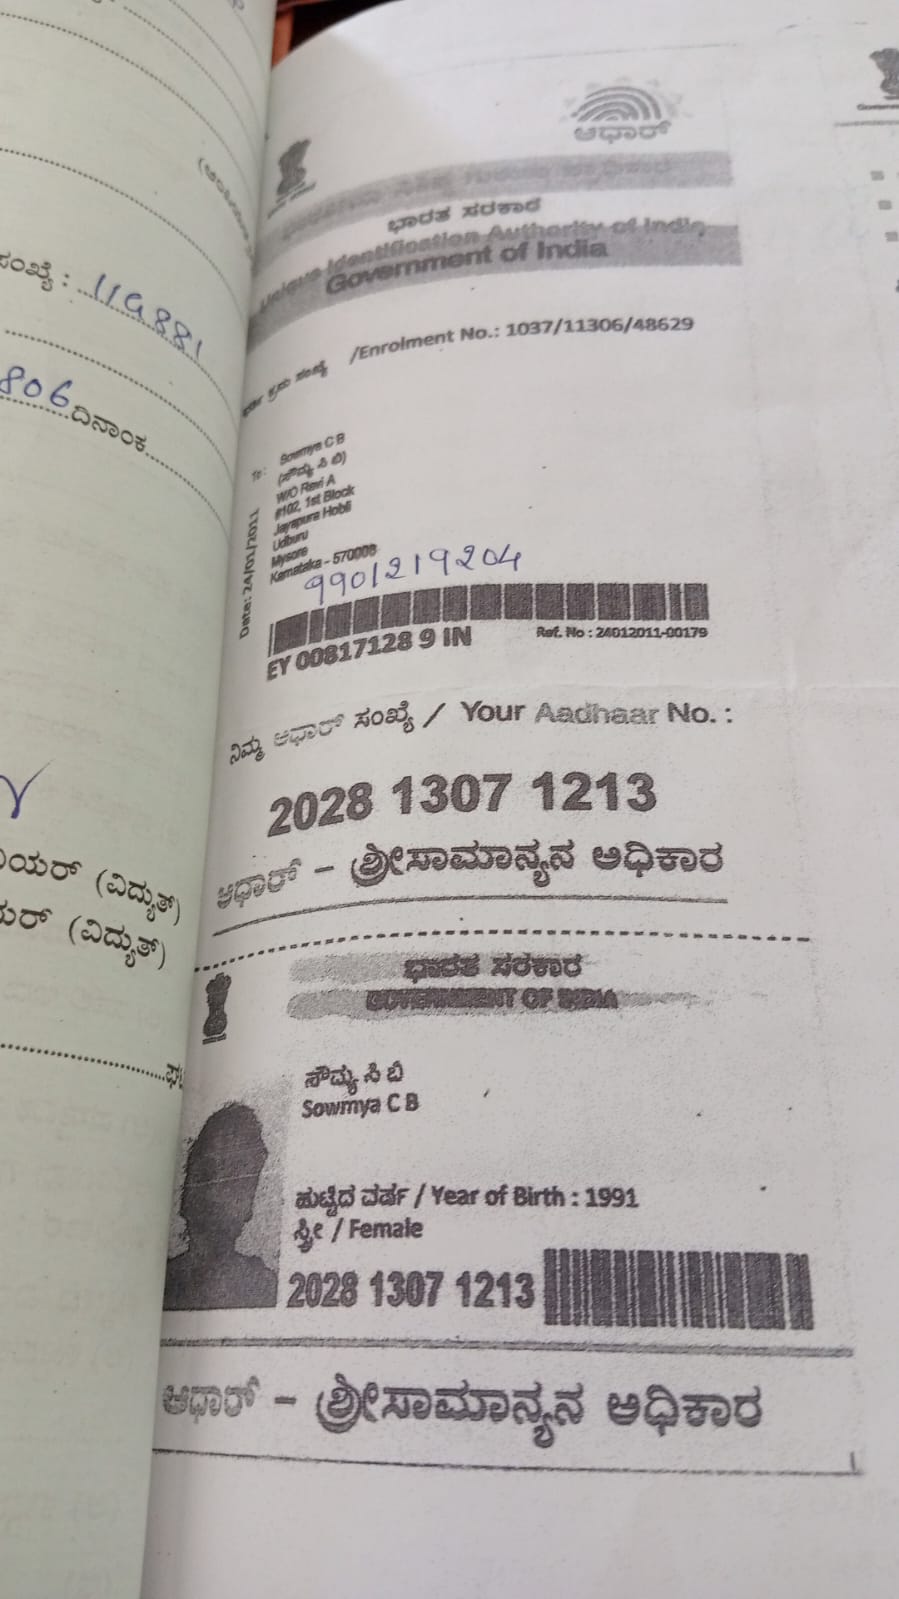 ಸಂಖ್ಯೆ : 119881
806 ದಿನಾಂಕ
(ವಿದ್ಯುತ್)
(ವಿದ್ಯುತ್)
ಆಧಾರ್
ಭಾರತ ಸರಕಾರ
Unique Identification Authority of India
Government of India
/Enrolment No.: 1037/11306/48629
To :
Sowmya C B
(ಸೌಮ್ಯ ಸಿ ಬಿ)
W/O Ravi A
#102, 1st Block
Jayapura Hobli
Udburu
Mysore
Karnataka - 570008
Date: 24/01/2011
9901219204
EY 00817128 9 IN
Ref. No : 24012011-00179
ನಿಮ್ಮ ಆಧಾರ್ ಸಂಖ್ಯೆ / Your Aadhaar No. :
2028 1307 1213
ಆಧಾರ್ – ಶ್ರೀಸಾಮಾನ್ಯನ ಅಧಿಕಾರ
ಭಾರತ ಸರಕಾರ
GOVERNMENT OF INDIA
ಸೌಮ್ಯ ಸಿ ಬಿ
Sowmya C B
ಹುಟ್ಟಿದ ವರ್ಷ / Year of Birth : 1991
ಸ್ತ್ರೀ / Female
2028 1307 1213
ಆಧಾರ್ – ಶ್ರೀಸಾಮಾನ್ಯನ ಅಧಿಕಾರ